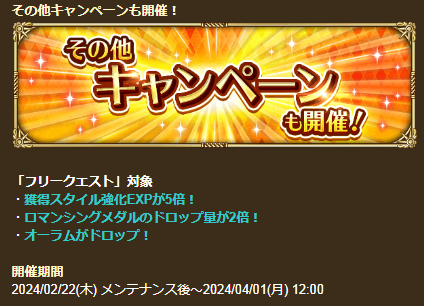 その他キャンペーンも開催！
その他
キャンペーン
も開催!
「フリークエスト」対象
・獲得スタイル強化EXPが5倍！
・ロマンシングメダルのドロップ量が2倍！
・オーラムがドロップ！
開催期間
2024/02/22(木) メンテナンス後～2024/04/01(月) 12:00